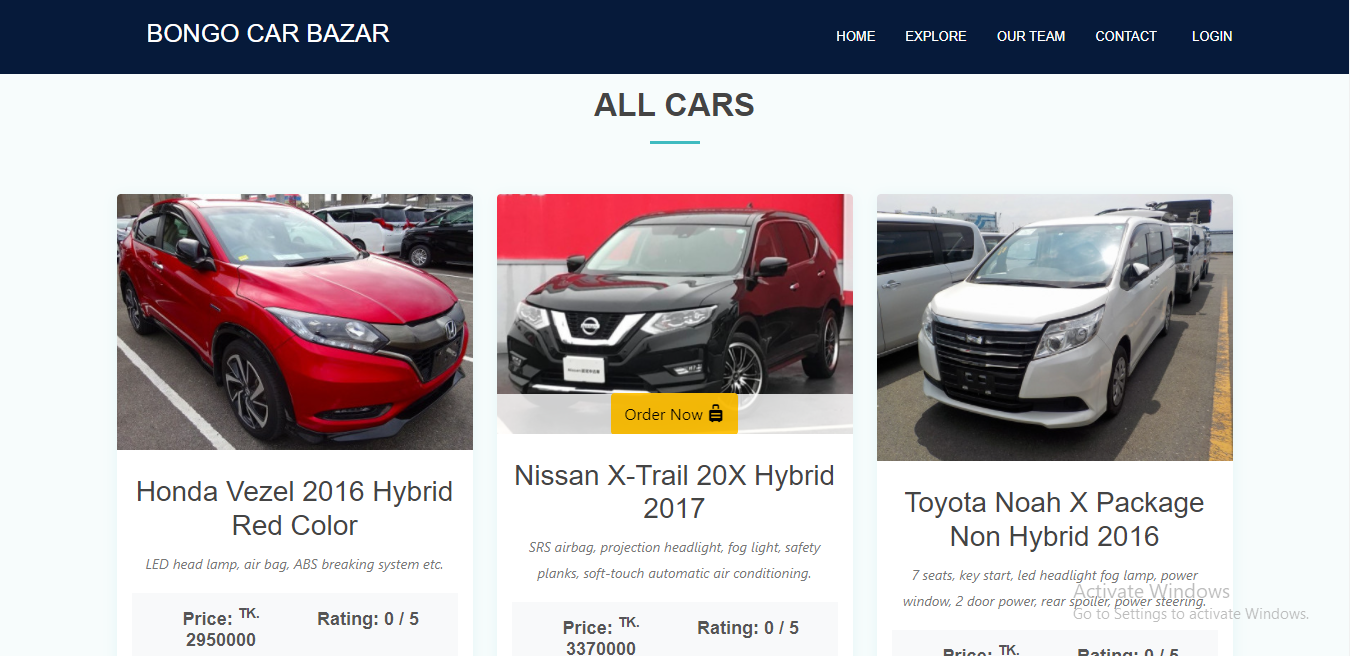 BONGO CAR BAZAR
HOME EXPLORE OUR TEAM CONTACT LOGIN
ALL CARS
Order Now
Honda Vezel 2016 Hybrid
Red Color
LED head lamp, air bag, ABS breaking system etc.
Price: TK.
2950000
Rating: 0 / 5
Nissan X-Trail 20X Hybrid
2017
SRS airbag, projection headlight, fog light, safety
planks, soft-touch automatic air conditioning.
Price: TK.
3370000
Rating: 0 / 5
Toyota Noah X Package
Non Hybrid 2016
7 seats, key start, led headlight fog lamp, power
window, 2 door power, rear spoiler, power steering.
Price: TK.
Rating: 0 / 5
Activate Windows
Go to Settings to activate Windows.